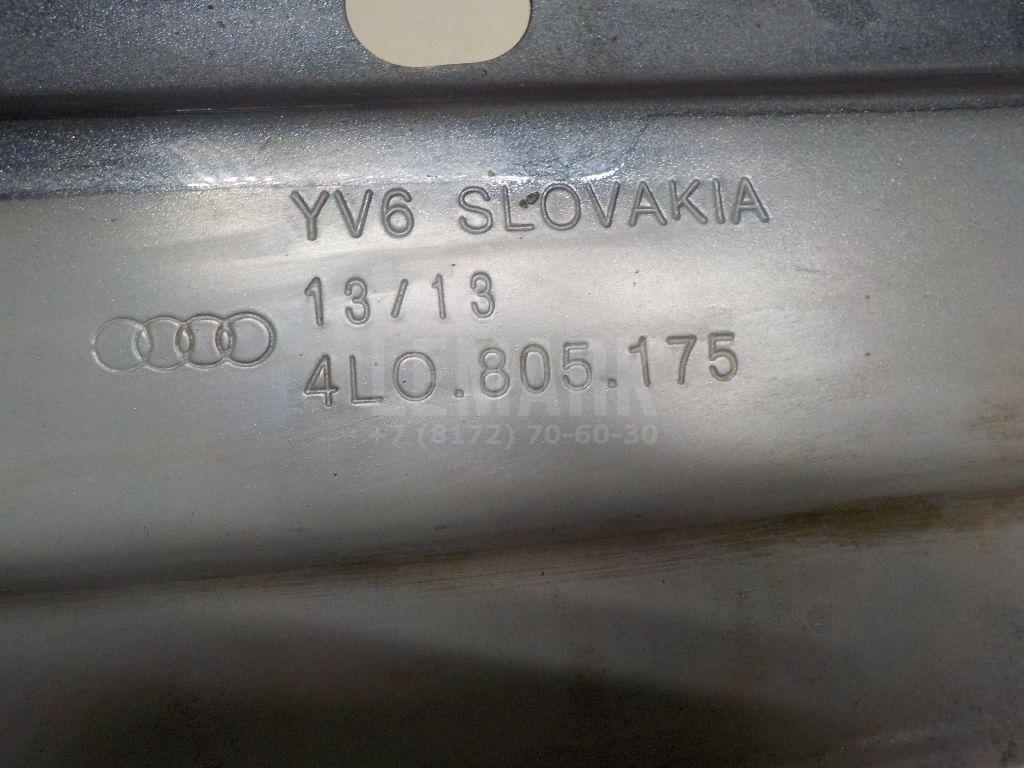 YV6 SLOVAKIA
13/13
4L0.805.175
+7 (8172) 70-60-30